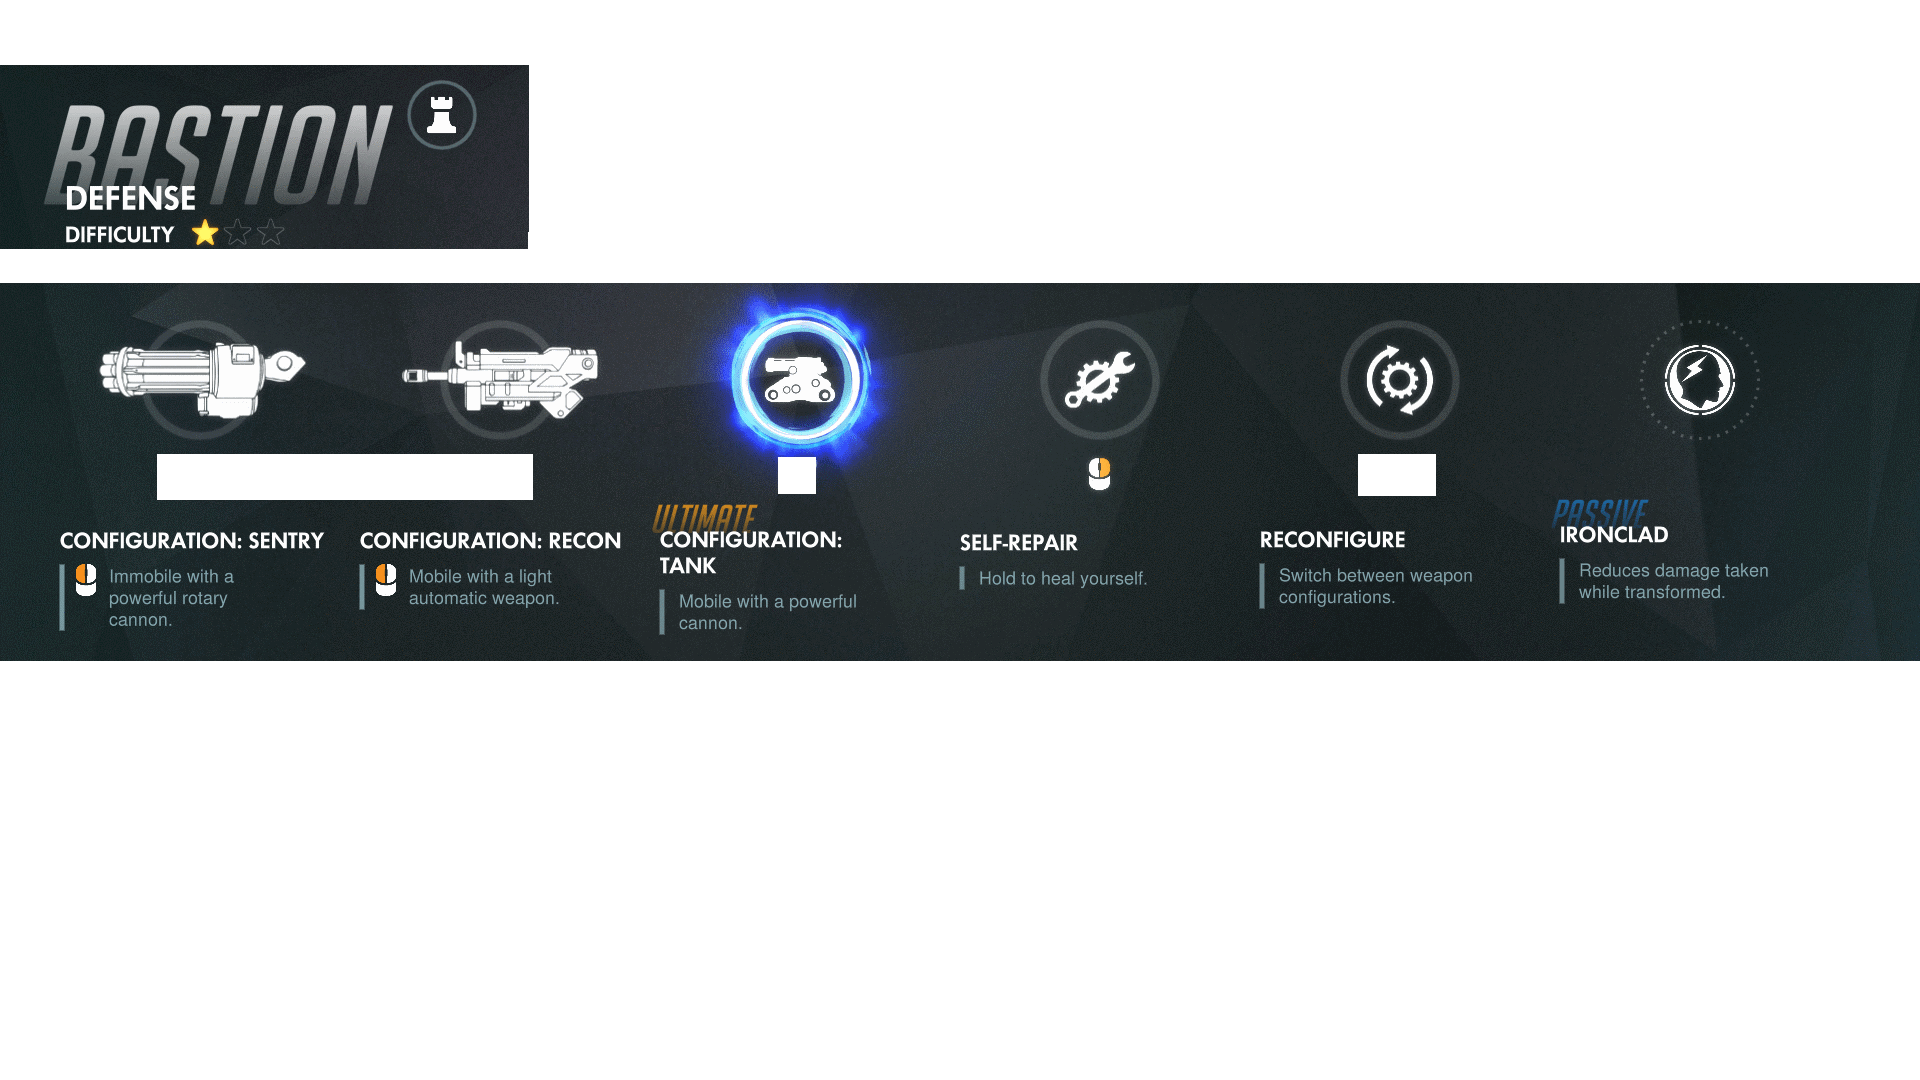 BASTION
DEFENSE
DIFFICULTY
CONFIGURATION: SENTRY
Immobile with a
powerful rotary
cannon.
CONFIGURATION: RECON
Mobile with a light
automatic weapon.
ULTIMATE
CONFIGURATION:
TANK
Mobile with a powerful
cannon.
SELF-REPAIR
Hold to heal yourself.
RECONFIGURE
Switch between weapon
configurations.
PASSIVE
IRONCLAD
Reduces damage taken
while transformed.